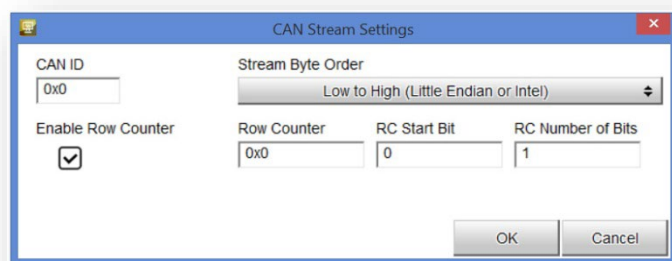 CAN Stream Settings
CAN ID
Stream Byte Order
0x0
Low to High (Little Endian or Intel)
Enable Row Counter
Row Counter
RC Start Bit
RC Number of Bits
0x0
0
1
OK
Cancel